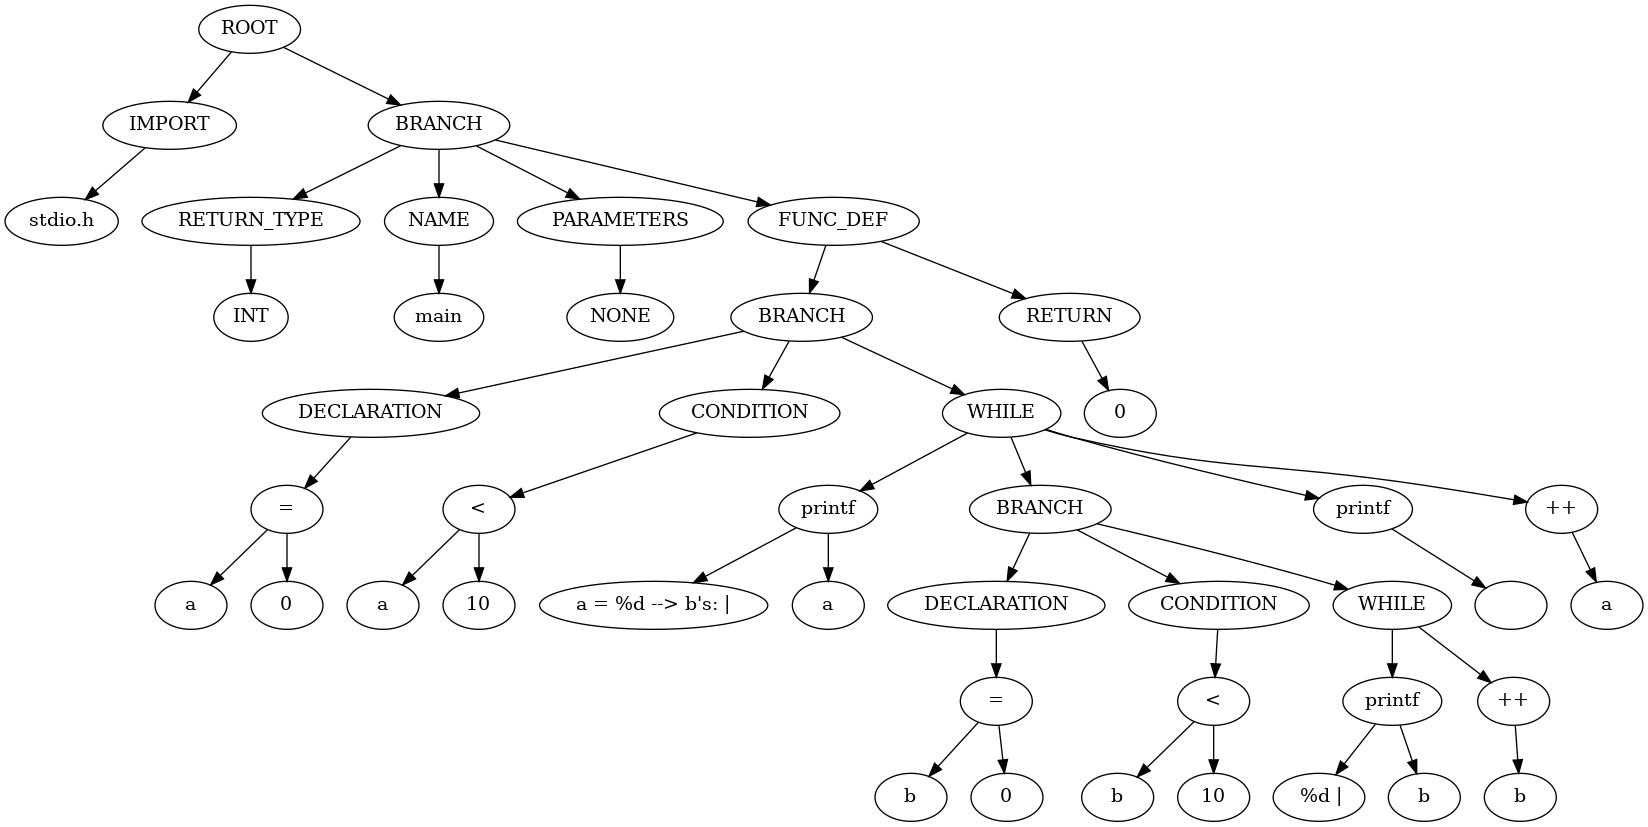 ROOT
IMPORT
BRANCH
stdio.h
RETURN_TYPE
NAME
PARAMETERS
FUNC_DEF
INT
main
NONE
BRANCH
RETURN
DECLARATION
CONDITION
WHILE
0
=
<
printf
BRANCH
printf
++
a
0
a
10
a = %d --> b's: |
a
DECLARATION
CONDITION
WHILE
a
=
<
printf
++
b
0
b
10
%d |
b
b